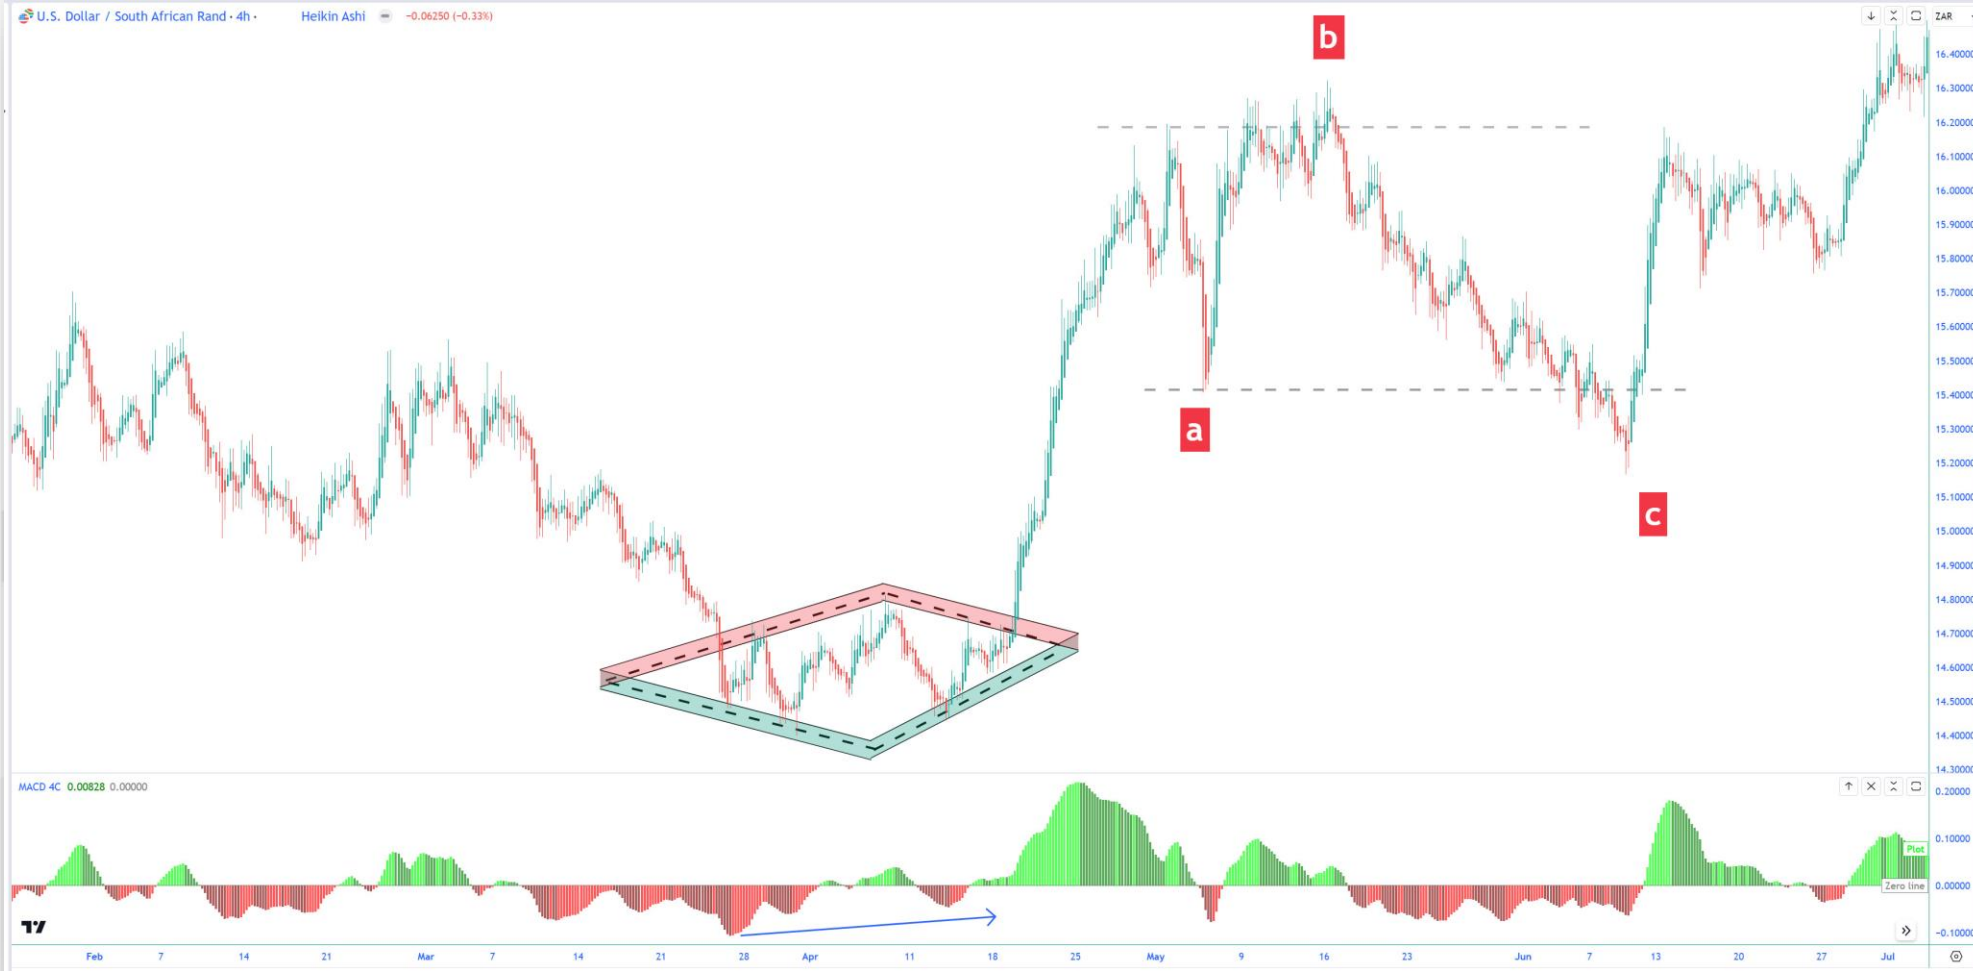 U.S. Dollar / South African Rand · 4h · Heikin Ashi −0.06250 (−0.33%)
ZAR
b
a
c
16.40000
16.30000
16.20000
16.10000
16.00000
15.90000
15.80000
15.70000
15.60000
15.50000
15.40000
15.30000
15.20000
15.10000
15.00000
14.90000
14.80000
14.70000
14.60000
14.50000
14.40000
14.30000
MACD 4C 0.00828 0.00000
0.20000
0.10000
Plot
Zero line
0.00000
−0.10000
Feb 7 14 21 Mar 7 14 21 28 Apr 11 18 25 May 9 16 23 Jun 7 13 20 27 Jul